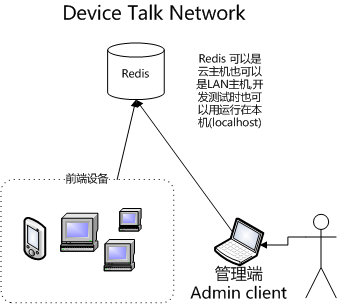 Device Talk Network
Redis
Redis 可以是
云主机也可以
是LAN主机,开
发测试时也可
以用运行在本
机(localhost)
前端设备
管理端
Admin client